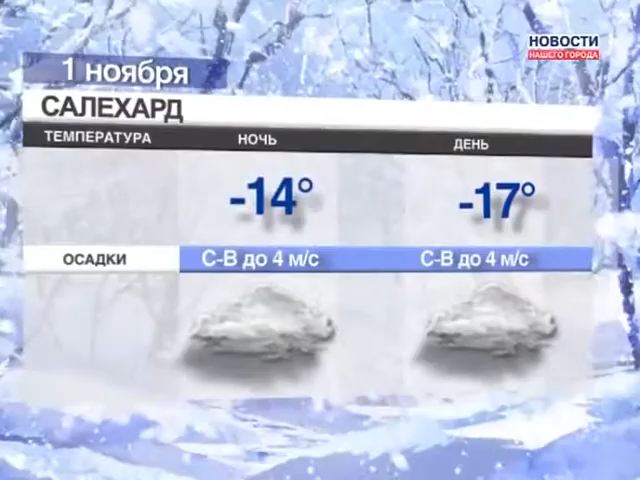 НОВОСТИ
НАШЕГО ГОРОДА
1 ноября
САЛЕХАРД
ТЕМПЕРАТУРА НОЧЬ ДЕНЬ
-14° -17°
ОСАДКИ С-В до 4 м/с С-В до 4 м/с